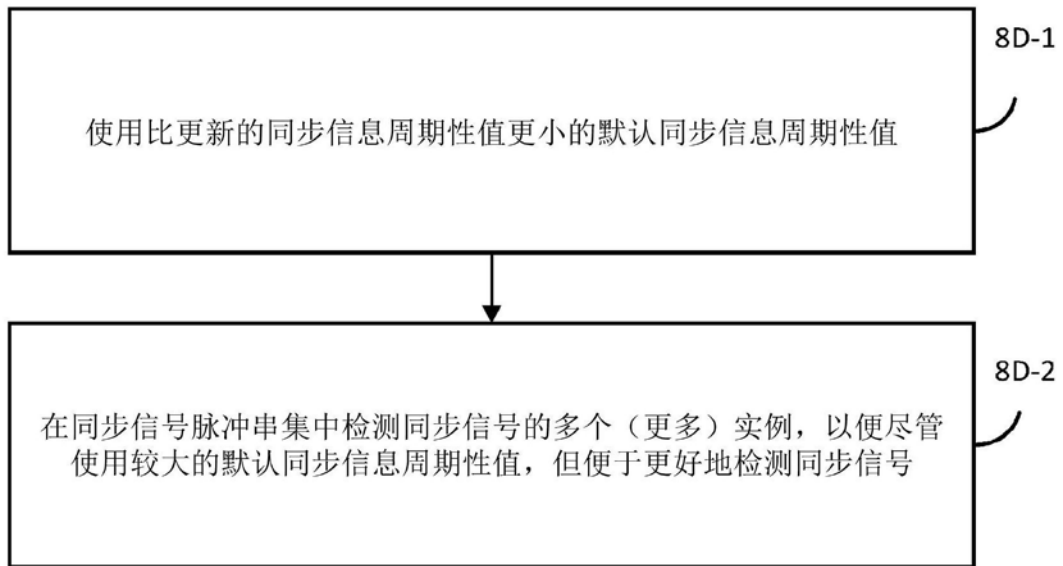 8D-1
使用比更新的同步信息周期性值更小的默认同步信息周期性值
8D-2
在同步信号脉冲串集中检测同步信号的多个（更多）实例，以便尽管
使用较大的默认同步信息周期性值，但便于更好地检测同步信号